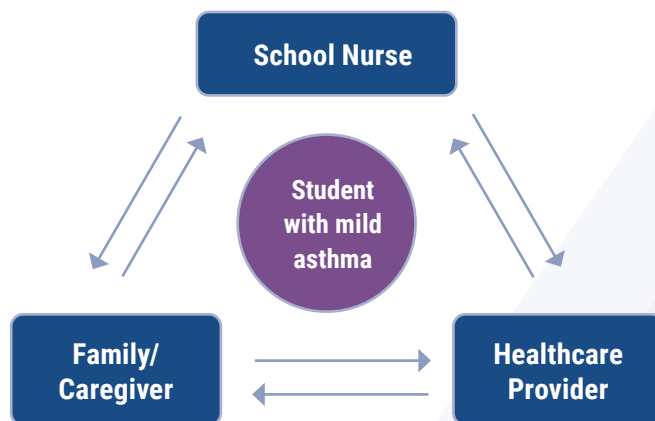 School Nurse
Student
with mild
asthma
Family/
Caregiver
Healthcare
Provider